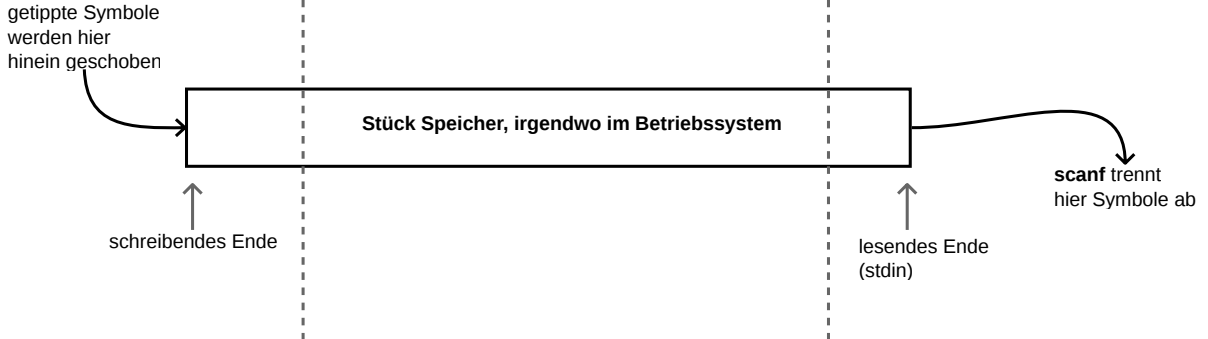 getippte Symbole
werden hier
hinein geschoben
Stück Speicher, irgendwo im Betriebssystem
scanf trennt
hier Symbole ab
schreibendes Ende
lesendes Ende
(stdin)